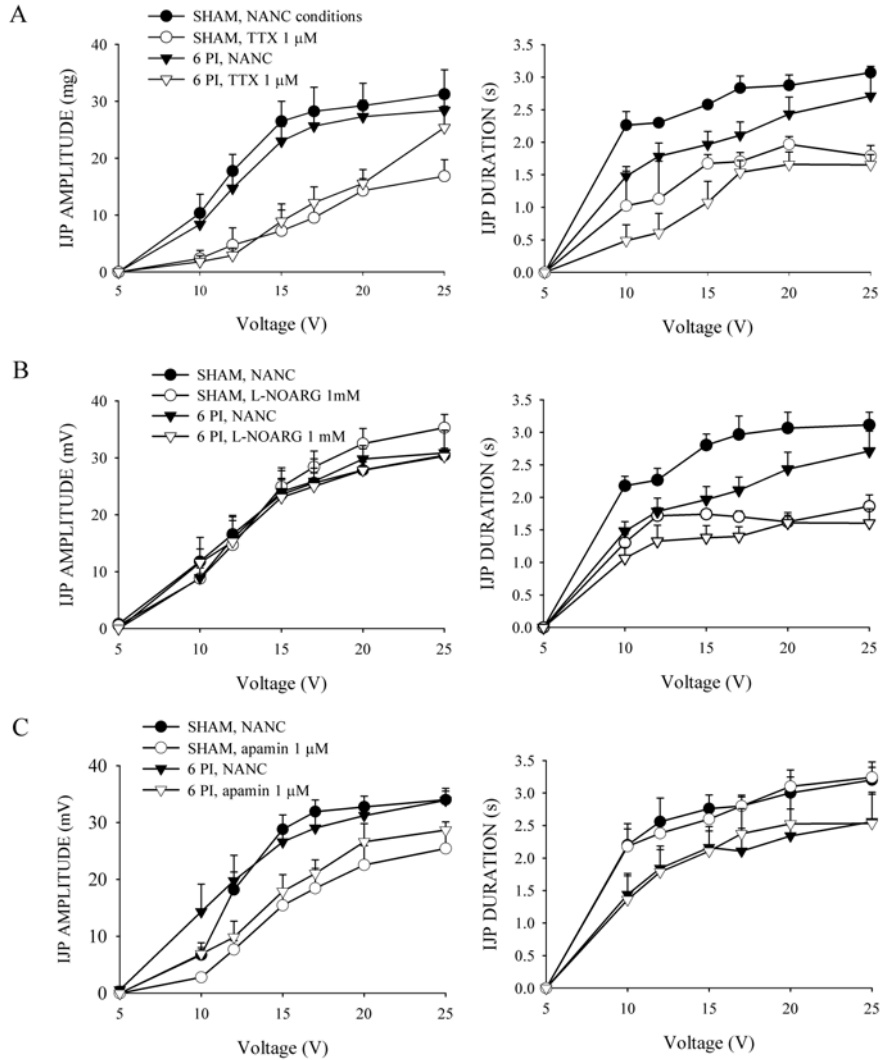 A
SHAM, NANC conditions
SHAM, TTX 1 µM
6 PI, NANC
6 PI, TTX 1 µM
IJP AMPLITUDE (mg)
40
30
20
10
0
5 10 15 20 25
Voltage (V)
IJP DURATION (s)
3.5
3.0
2.5
2.0
1.5
1.0
0.5
0.0
5 10 15 20 25
Voltage (V)
B
SHAM, NANC
SHAM, L-NOARG 1mM
6 PI, NANC
6 PI, L-NOARG 1 mM
IJP AMPLITUDE (mV)
40
30
20
10
0
5 10 15 20 25
Voltage (V)
IJP DURATION (s)
3.5
3.0
2.5
2.0
1.5
1.0
0.5
0.0
5 10 15 20 25
Voltage (V)
C
SHAM, NANC
SHAM, apamin 1 µM
6 PI, NANC
6 PI, apamin 1 µM
IJP AMPLITUDE (mV)
40
30
20
10
0
5 10 15 20 25
Voltage (V)
IJP DURATION (s)
3.5
3.0
2.5
2.0
1.5
1.0
0.5
0.0
5 10 15 20 25
Voltage (V)